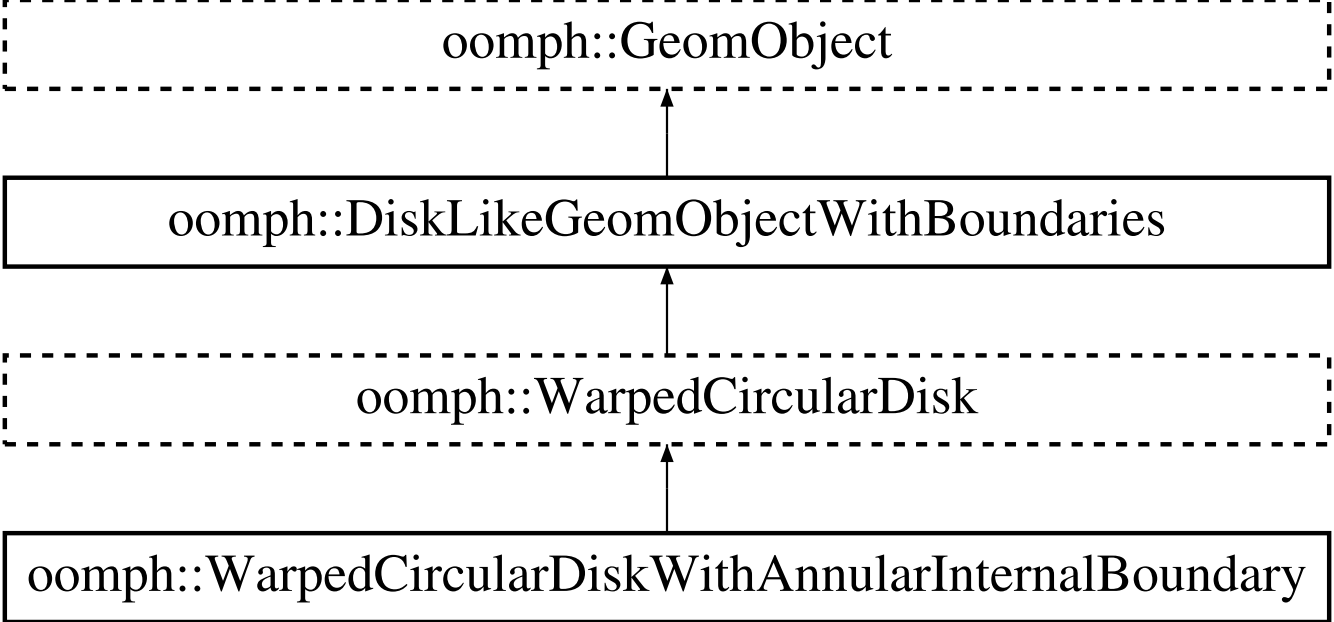 oomph::GeomObject
oomph::DiskLikeGeomObjectWithBoundaries
oomph::WarpedCircularDisk
oomph::WarpedCircularDiskWithAnnularInternalBoundary